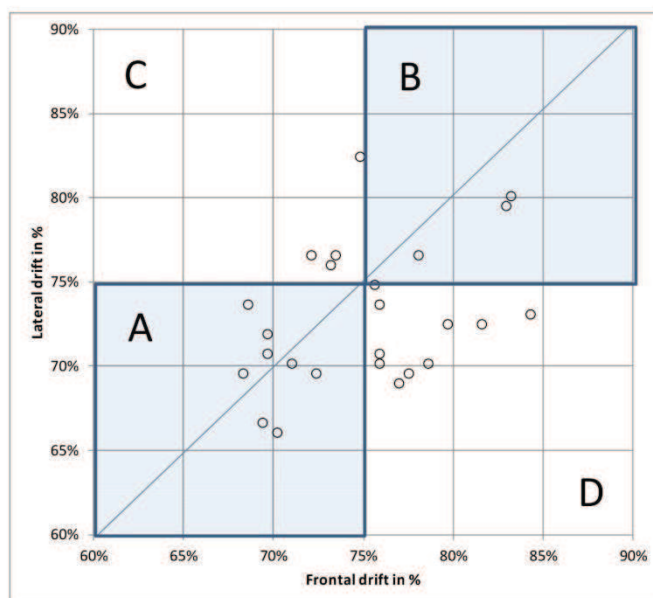 90%
C
B
85%
80%
75%
A
70%
65%
D
60%
60%
65%
70%
75%
80%
85%
90%
Lateral drift in %
Frontal drift in %